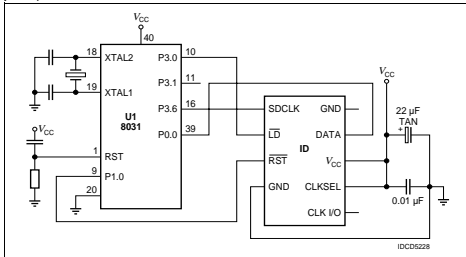 VCC
40
18
XTAL2
P3.0
10
P3.1
11
19
XTAL1
P3.6
16
U1
8031
P0.0
39
VCC
1
RST
9
P1.0
20
SDCLK
GND
LD
DATA
ID
RST
VCC
GND
CLKSEL
CLK I/O
VCC
22 µF
TAN
+
0.01 µF
IDCD5228